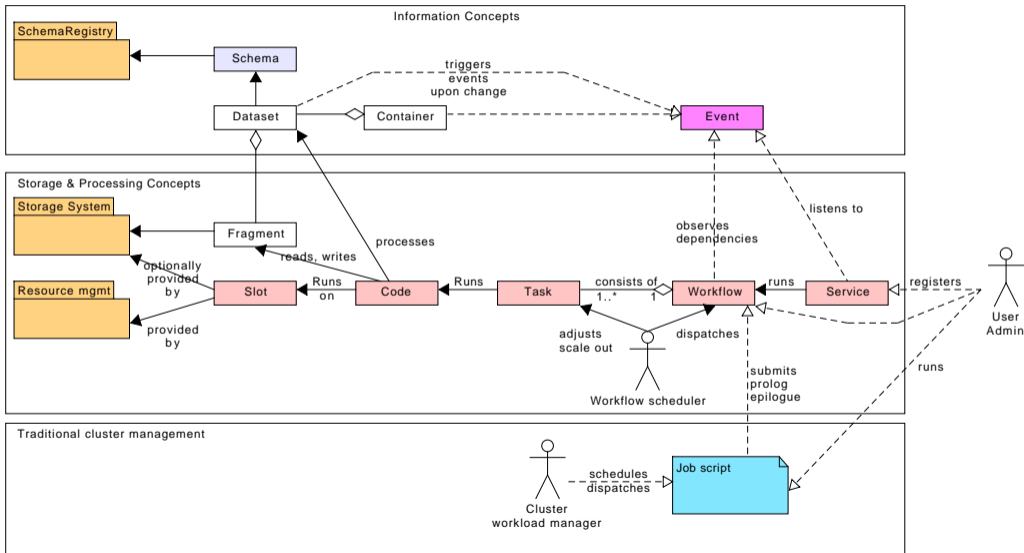 Information Concepts
SchemaRegistry
Schema
triggers
events
upon change
Dataset
Container
Event
Storage & Processing Concepts
Storage System
Fragment
processes
observes
dependencies
listens to
reads, writes
optionally
provided
by
Resource mgmt
Slot
Runs
on
Code
Runs
Task
consists of
1..*
1
Workflow
runs
Service
registers
User
Admin
provided
by
adjusts
scale out
dispatches
Workflow scheduler
submits
prolog
epilogue
runs
Traditional cluster management
Job script
schedules
dispatches
Cluster
workload manager